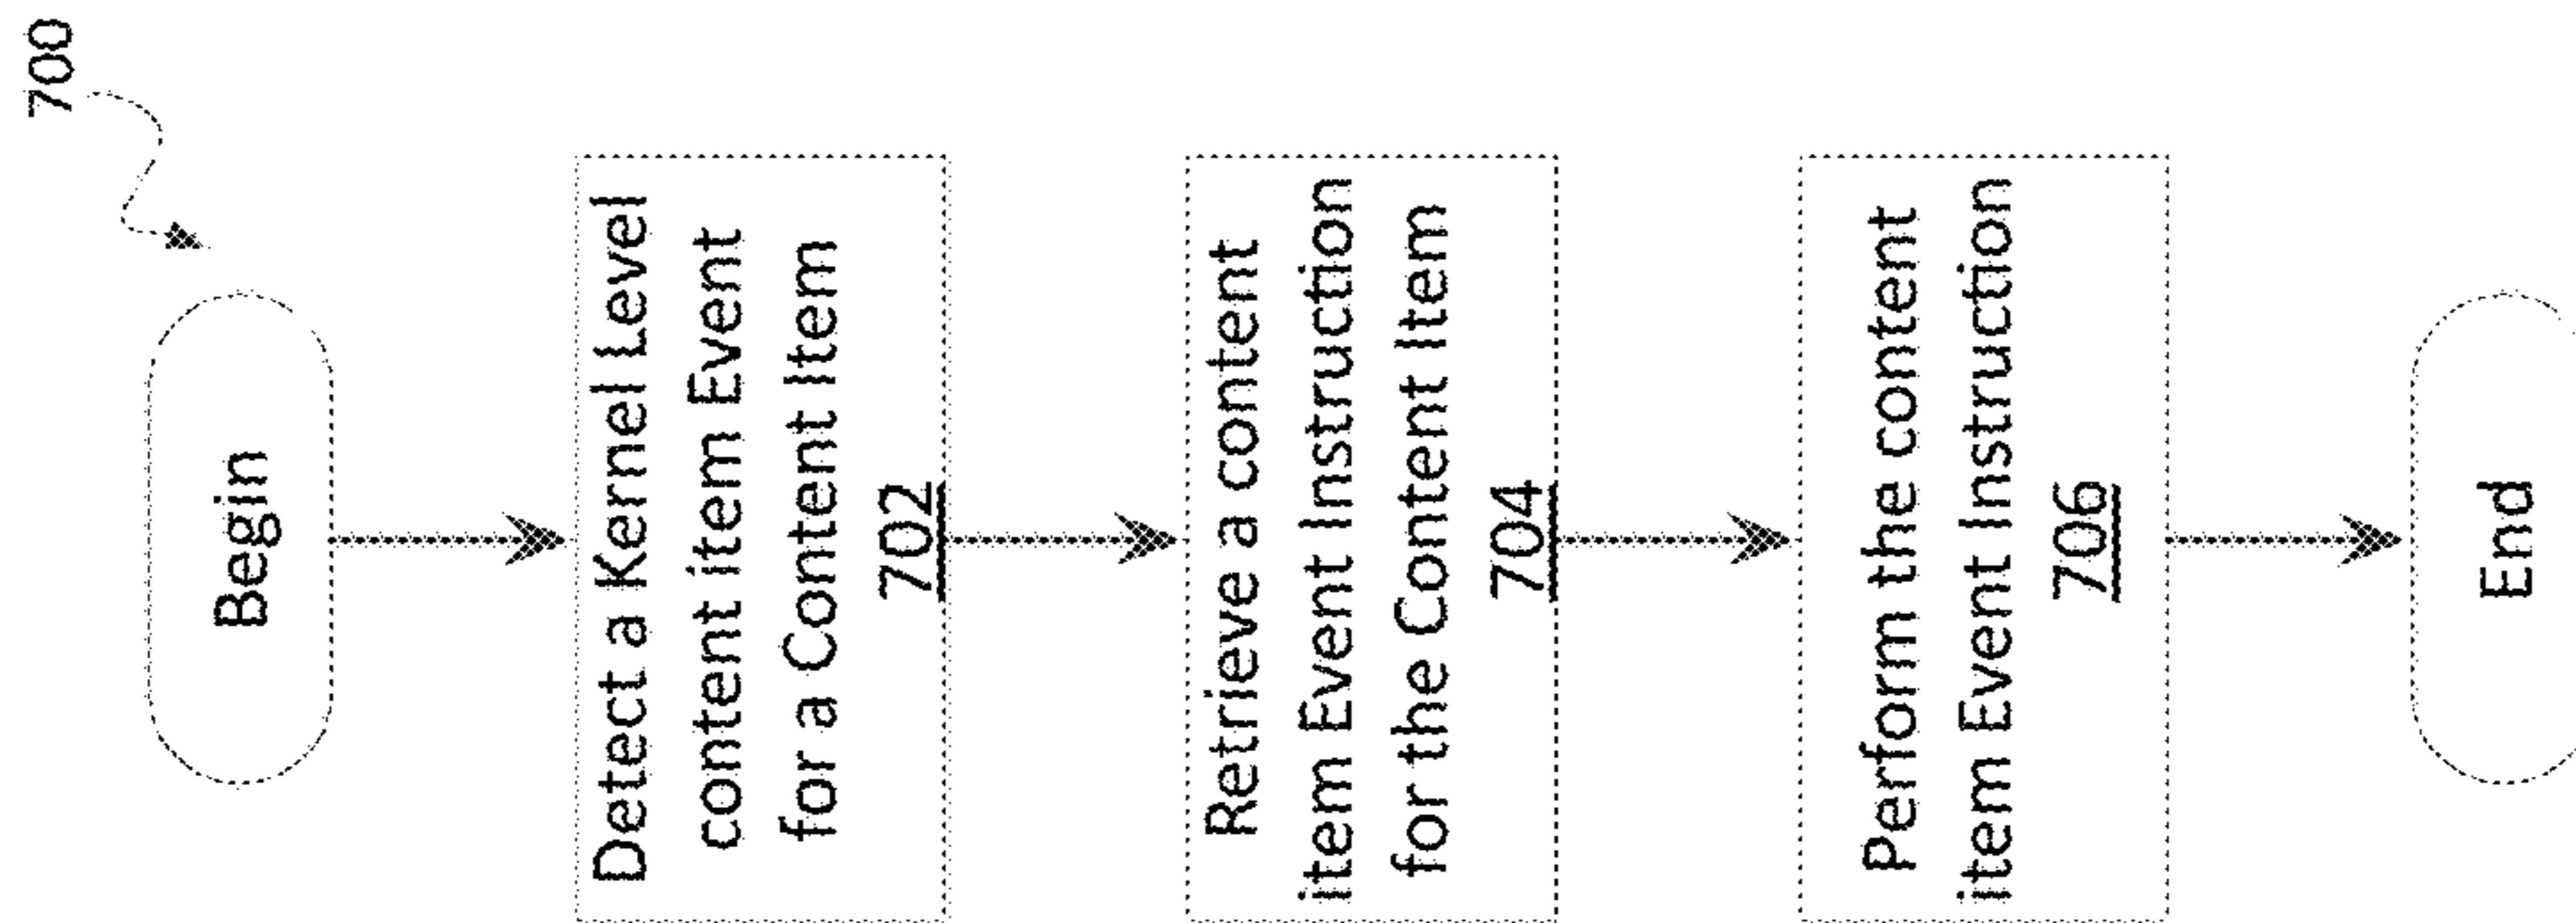 700
Begin
Detect a Kernel Level
content item Event
for a Content Item
702
Retrieve a content
item Event Instruction
for the Content Item
704
Perform the content
item Event Instruction
706
End